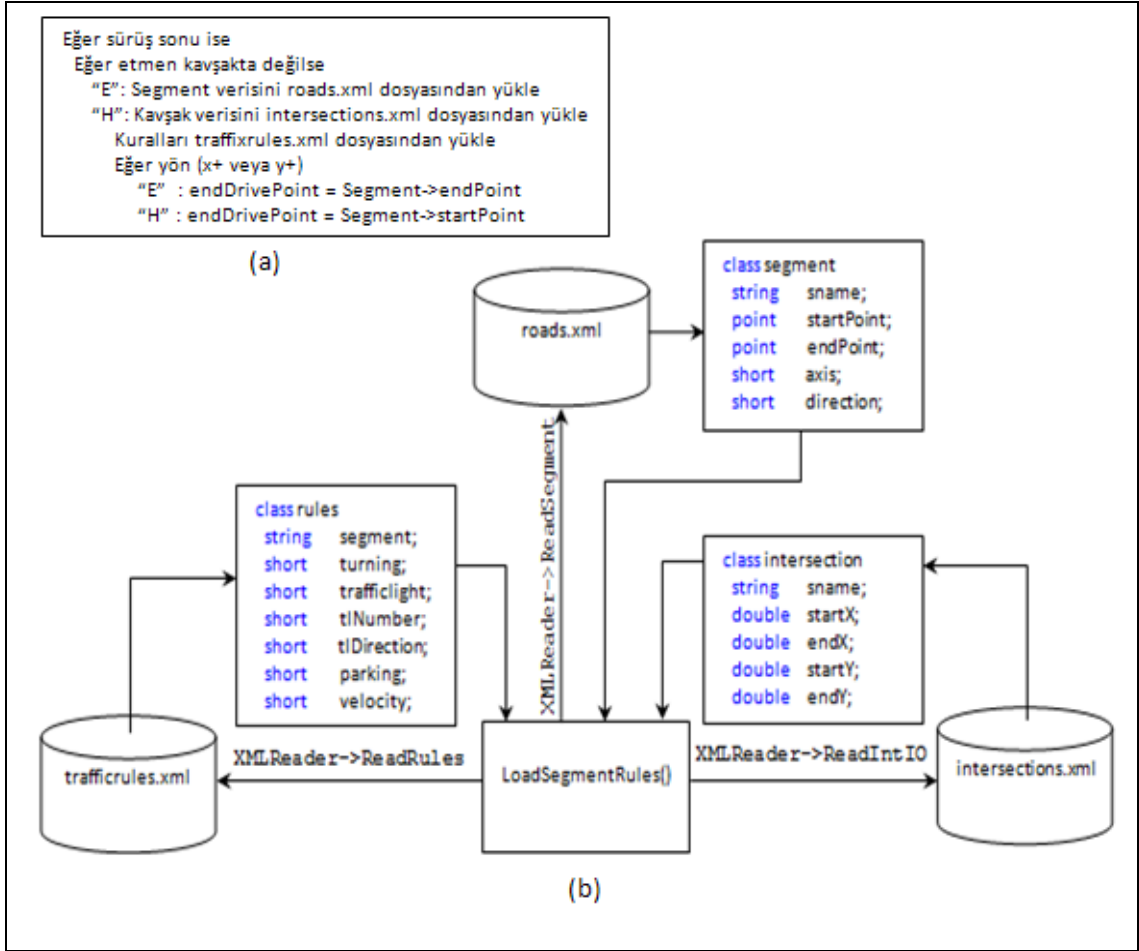 Eğer sürüş sonu ise
Eğer etmen kavşakta değilse
“E”: Segment verisini roads.xml dosyasından yükle
“H”: Kavşak verisini intersections.xml dosyasından yükle
Kuralları traffixrules.xml dosyasından yükle
Eğer yön (x+ veya y+)
“E” : endDrivePoint = Segment->endPoint
“H” : endDrivePoint = Segment->startPoint
(a)
roads.xml
class segment
string sname;
point startPoint;
point endPoint;
short axis;
short direction;
XMLReader->ReadSegment
class rules
string segment;
short turning;
short trafficlight;
short tlNumber;
short tlDirection;
short parking;
short velocity;
class intersection
string sname;
double startX;
double endX;
double startY;
double endY;
trafficrules.xml
XMLReader->ReadRules
LoadSegmentRules()
XMLReader->ReadIntIO
intersections.xml
(b)